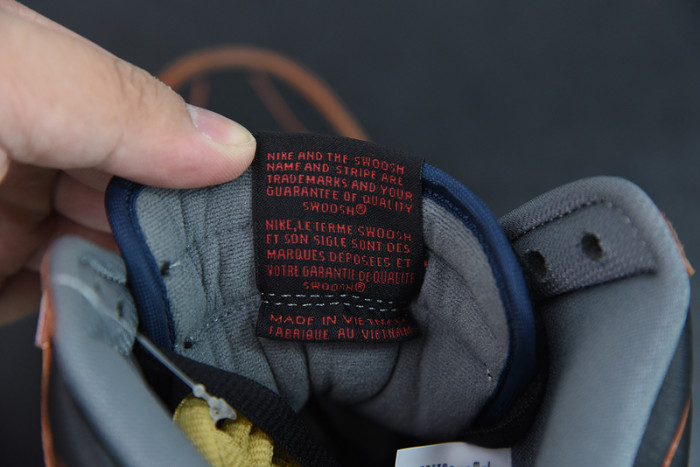 NIKE AND THE SWOOSH
NAME AND STRIPE ARE
TRADEMARKS AND YOUR
GUARANTEE OF QUALITY
SWOOSH®
NIKE, LE TERME SWOOSH
ET SON SIGLE SONT DES
MARQUES DEPOSEES ET
VOTRE GARANTIE DE QUALITE
SWOOSH®
MADE IN VIETNAM
FABRIQUE AU VIETNAM